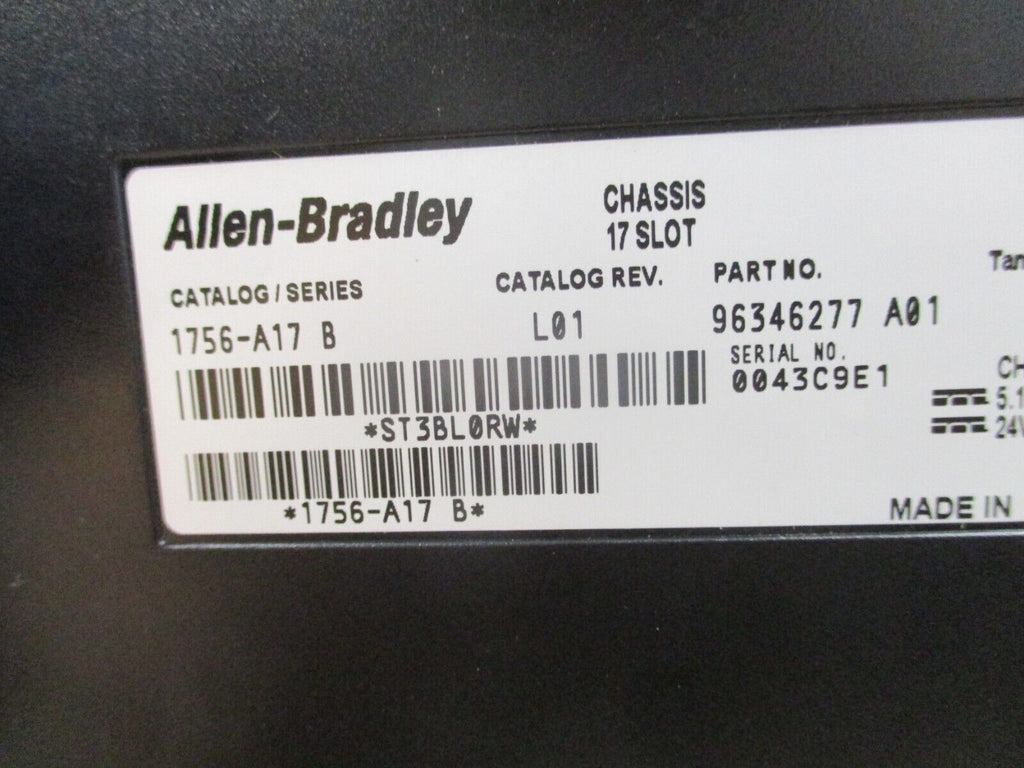 Allen-Bradley
CHASSIS
17 SLOT
CATALOG / SERIES
1756-A17 B
CATALOG REV.
L01
PART NO.
96346277 A01
SERIAL NO.
0043C9E1
*ST3BL0RW*
*1756-A17 B*
MADE IN